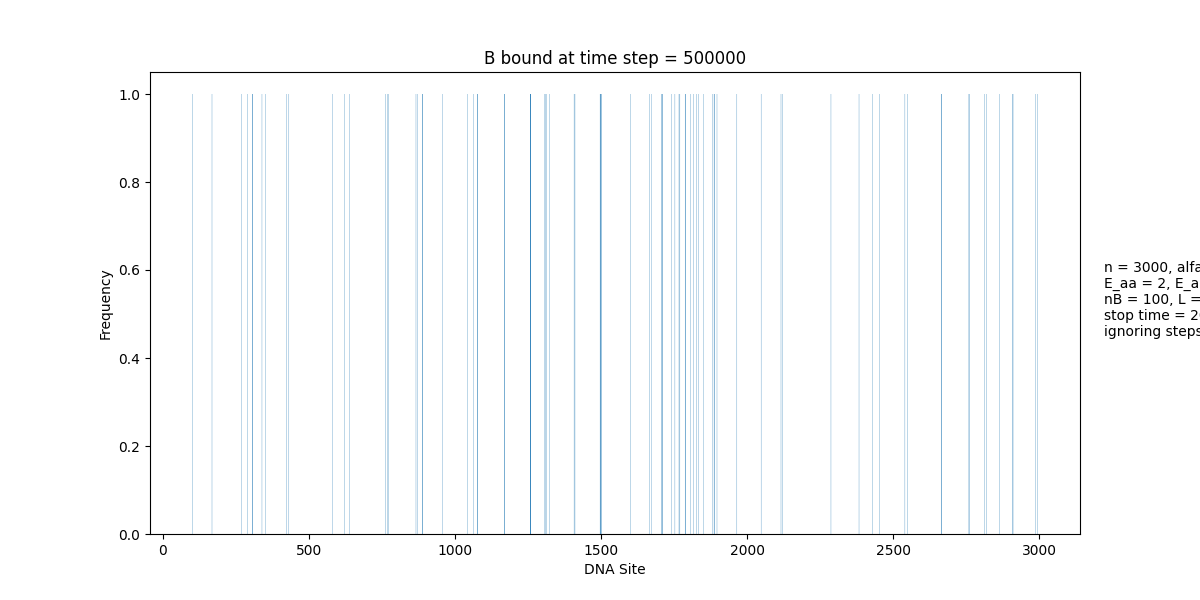 B bound at time step = 500000
Frequency
1.0
0.8
0.6
0.4
0.2
0.0
0
500
1000
1500
2000
2500
3000
DNA Site
n = 3000, alfa
E_aa = 2, E_a
nB = 100, L =
stop time = 2
ignoring steps